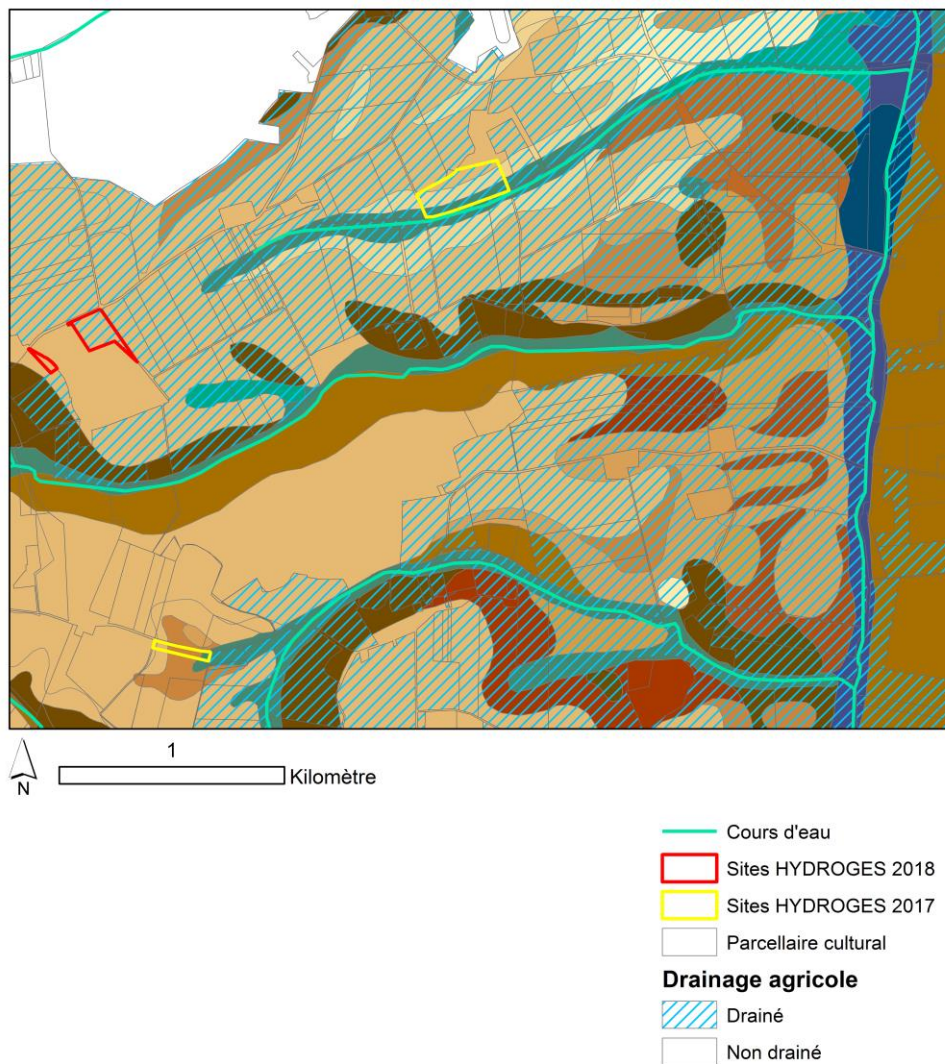 N
1
Kilomètre
Cours d'eau
Sites HYDROGES 2018
Sites HYDROGES 2017
Parcellaire cultural
Drainage agricole
Drainé
Non drainé